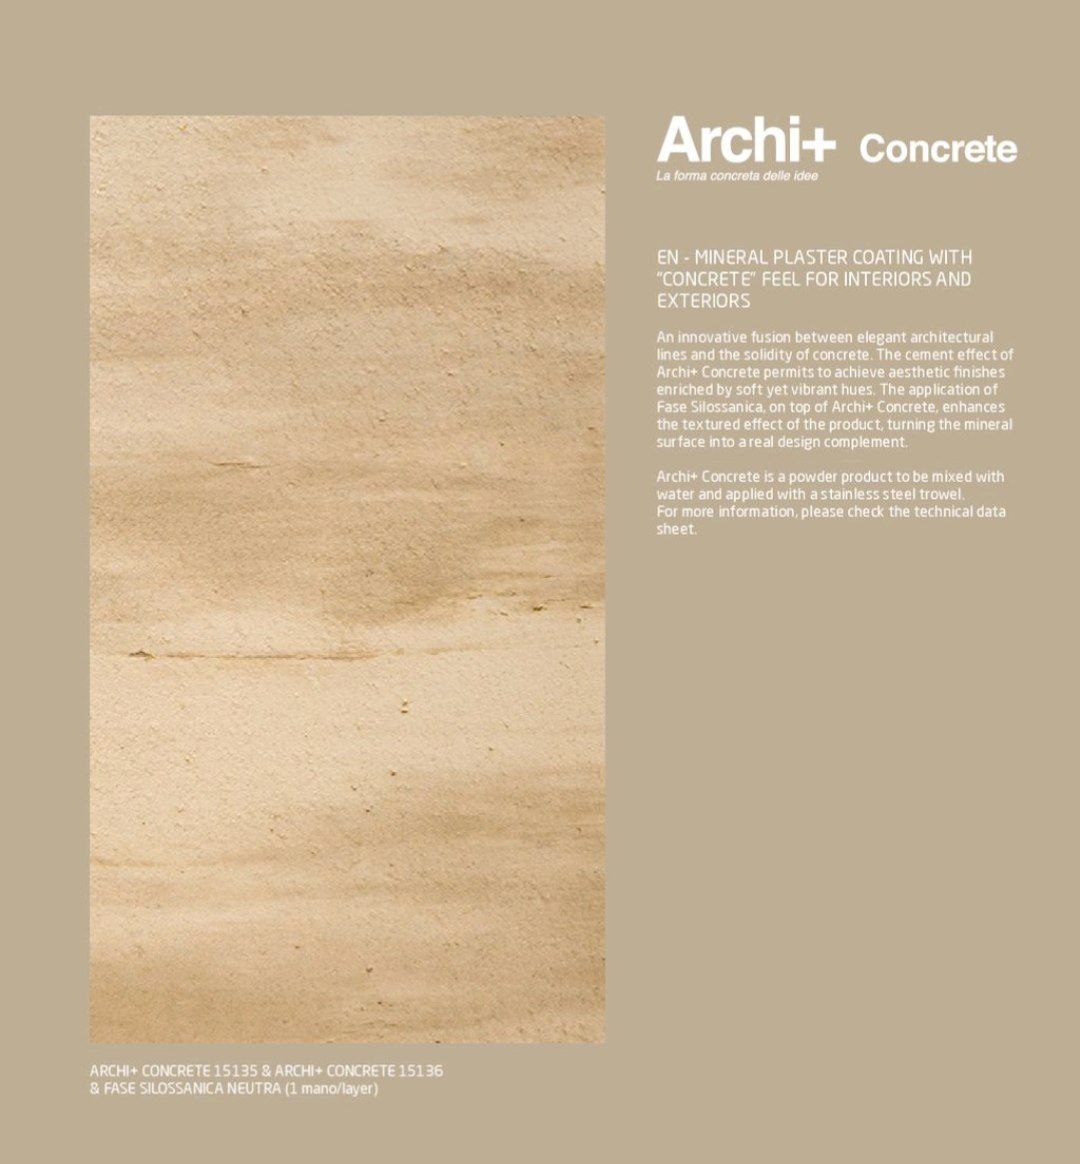 Archi+ Concrete
La forma concreta delle idee
EN - MINERAL PLASTER COATING WITH
"CONCRETE" FEEL FOR INTERIORS AND
EXTERIORS
An innovative fusion between elegant architectural
lines and the solidity of concrete. The cement effect of
Archi+ Concrete permits to achieve aesthetic finishes
enriched by soft yet vibrant hues. The application of
Fase Silossanica, on top of Archi+ Concrete, enhances
the textured effect of the product, turning the mineral
surface into a real design complement.
Archi+ Concrete is a powder product to be mixed with
water and applied with a stainless steel trowel.
For more information, please check the technical data
sheet.
ARCHI+ CONCRETE 15135 & ARCHI+ CONCRETE 15136
& FASE SILOSSANICA NEUTRA (1 mano/layer)